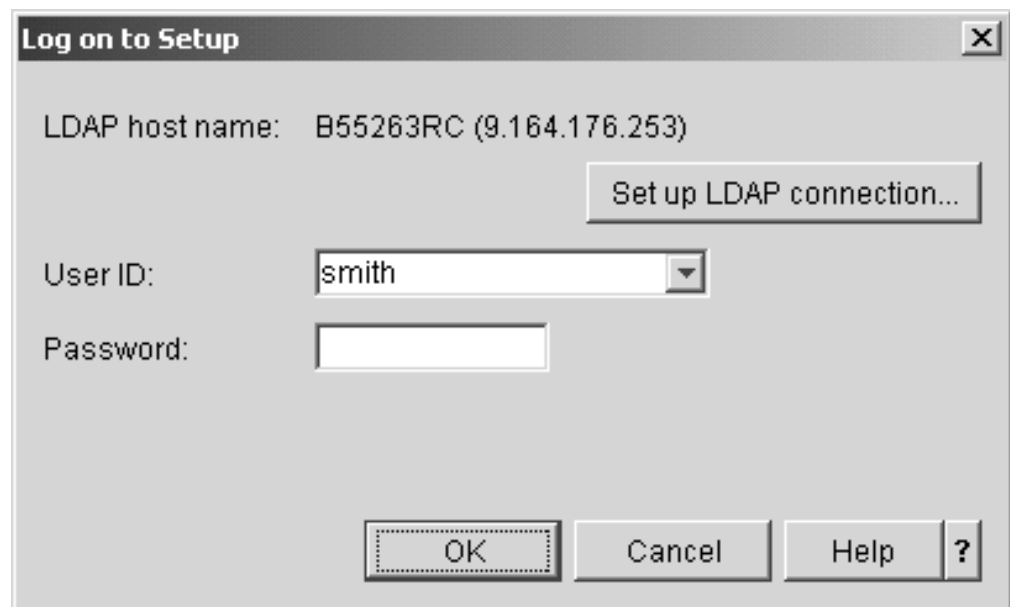 Log on to Setup
LDAP host name: B55263RC (9.164.176.253)
Set up LDAP connection...
User ID: smith
Password:
OK Cancel Help ?